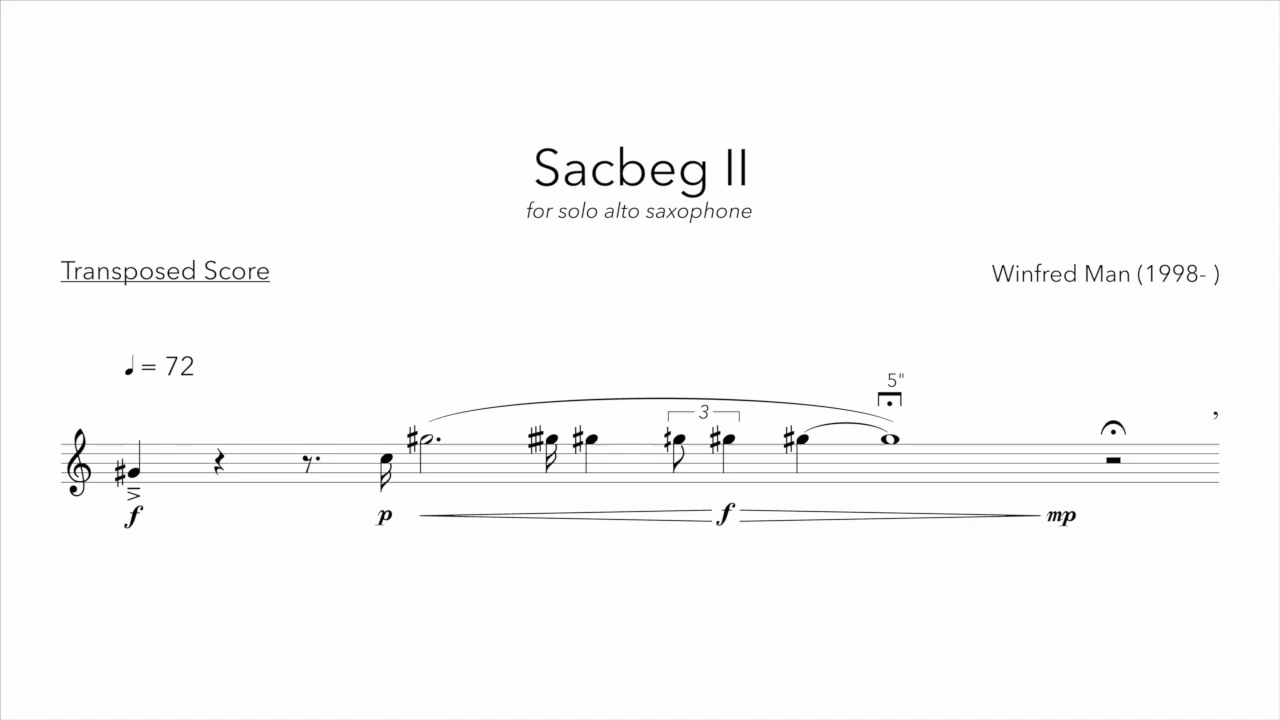 Sacbeg II
for solo alto saxophone
Transposed Score
Winfred Man (1998- )
♩ = 72
5"
3
f
p
f
mp